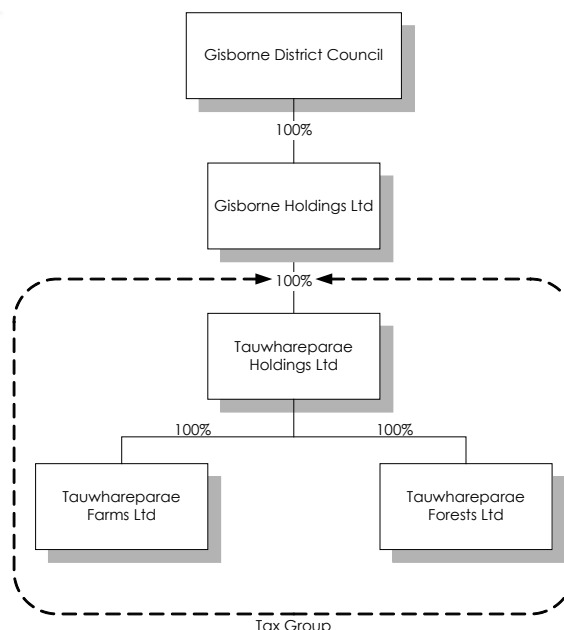 Gisborne District Council
100%
Gisborne Holdings Ltd
100%
Tauwhareparae
Holdings Ltd
100%
100%
Tauwhareparae
Farms Ltd
Tauwhareparae
Forests Ltd
Tax Group